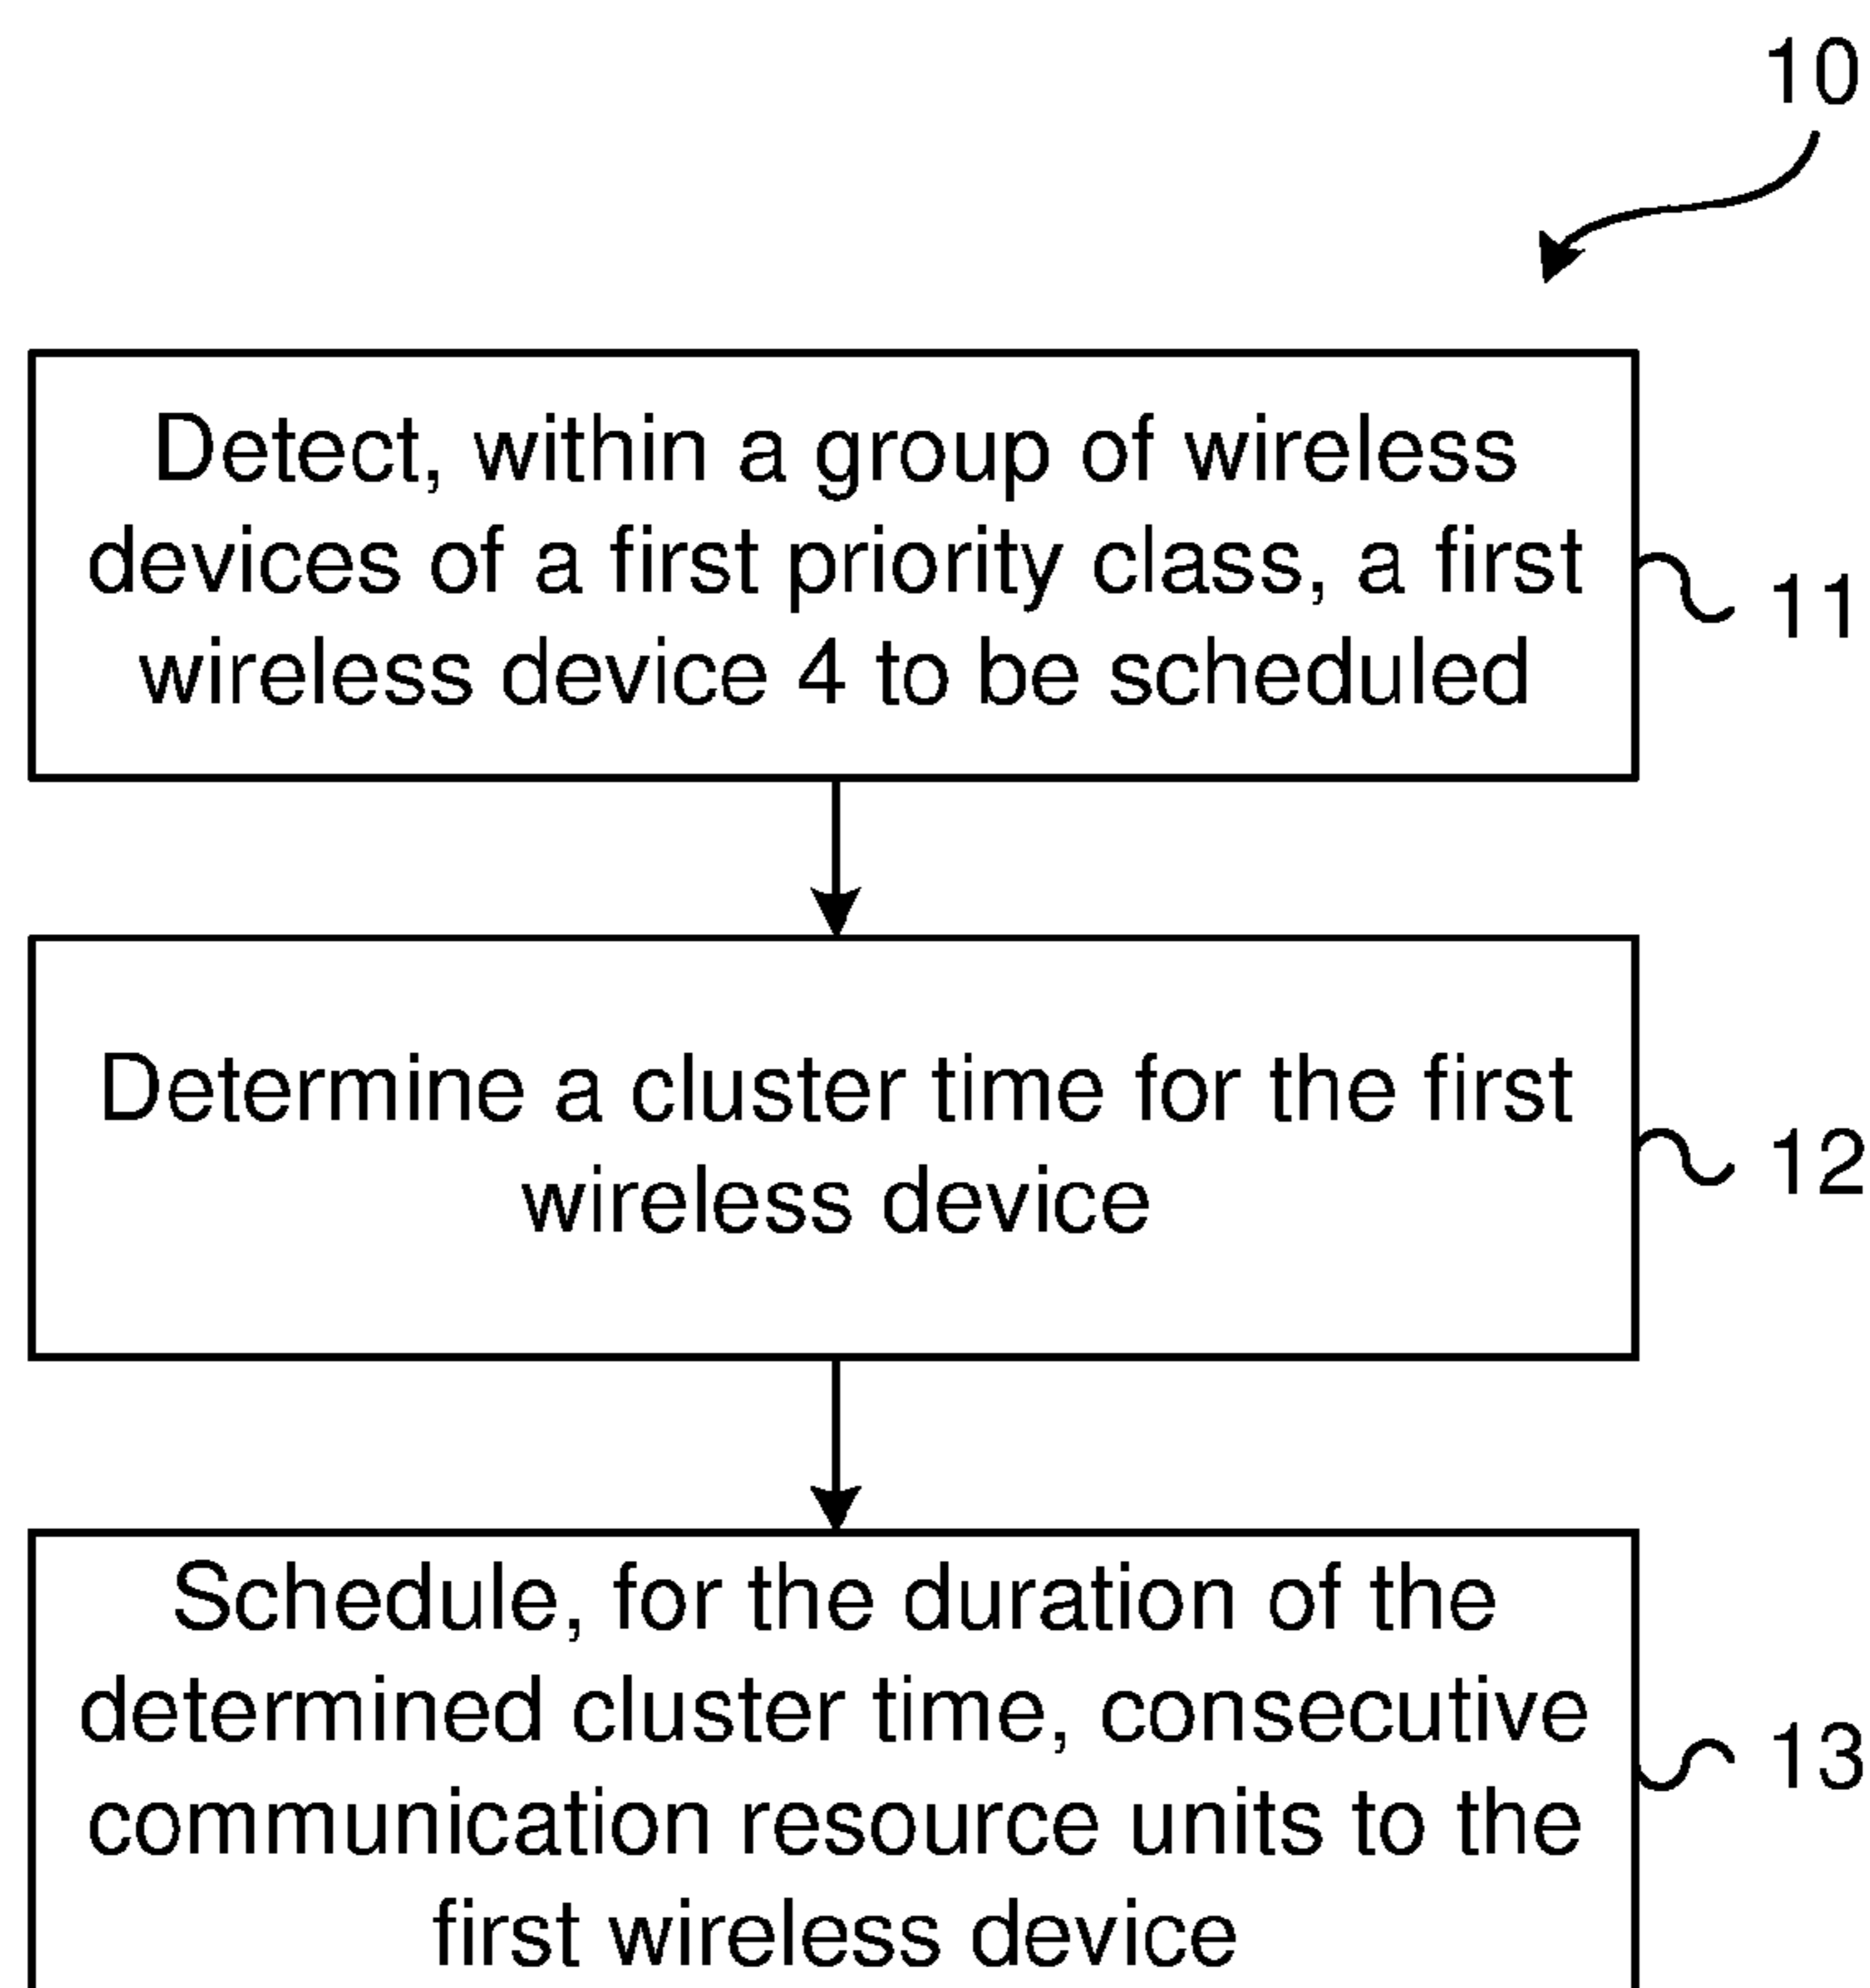 10
Detect, within a group of wireless
devices of a first priority class, a first
wireless device 4 to be scheduled
11
Determine a cluster time for the first
wireless device
12
Schedule, for the duration of the
determined cluster time, consecutive
communication resource units to the
first wireless device
13